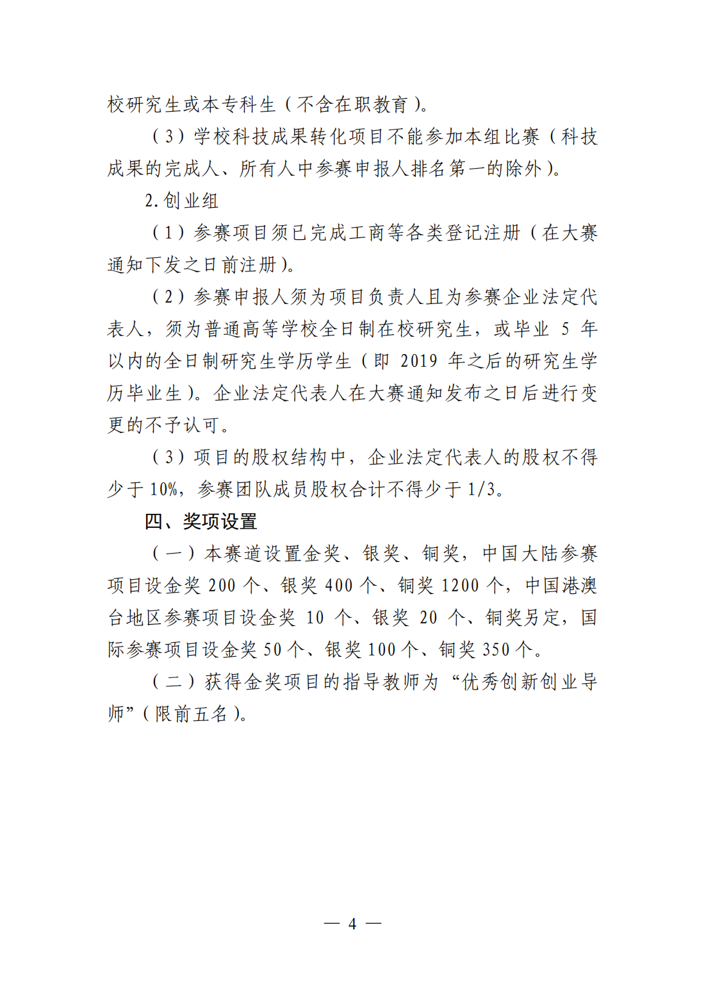 校研究生或本专科生（不含在职教育）。
（3）学校科技成果转化项目不能参加本组比赛（科技
成果的完成人、所有人中参赛申报人排名第一的除外）。
2.创业组
（1）参赛项目须已完成工商等各类登记注册（在大赛
通知下发之日前注册）。
（2）参赛申报人须为项目负责人且为参赛企业法定代
表人，须为普通高等学校全日制在校研究生，或毕业 5 年
以内的全日制研究生学历学生（即 2019 年之后的研究生学
历毕业生）。企业法定代表人在大赛通知发布之日后进行变
更的不予认可。
（3）项目的股权结构中，企业法定代表人的股权不得
少于 10%，参赛团队成员股权合计不得少于 1/3。
四、奖项设置
（一）本赛道设置金奖、银奖、铜奖，中国大陆参赛
项目设金奖 200 个、银奖 400 个、铜奖 1200 个，中国港澳
台地区参赛项目设金奖 10 个、银奖 20 个、铜奖另定，国
际参赛项目设金奖 50 个、银奖 100 个、铜奖 350 个。
（二）获得金奖项目的指导教师为“优秀创新创业导
师”（限前五名）。
— 4 —